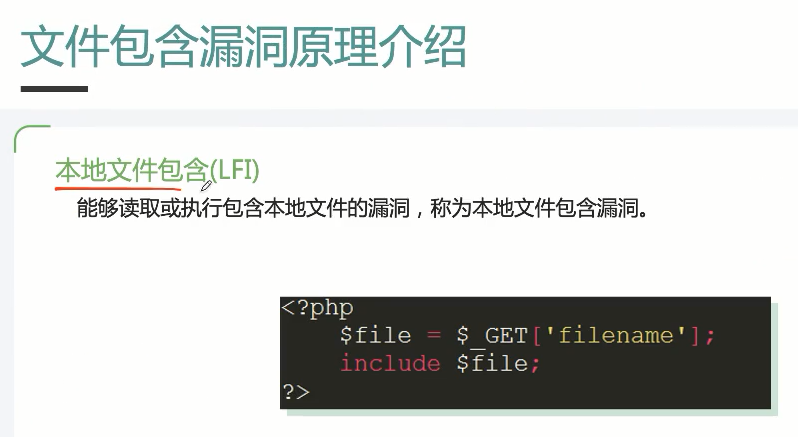 文件包含漏洞原理介绍
本地文件包含(LFI)
能够读取或执行包含本地文件的漏洞，称为本地文件包含漏洞。
<?php
    $file = $_GET['filename'];
    include $file;
?>